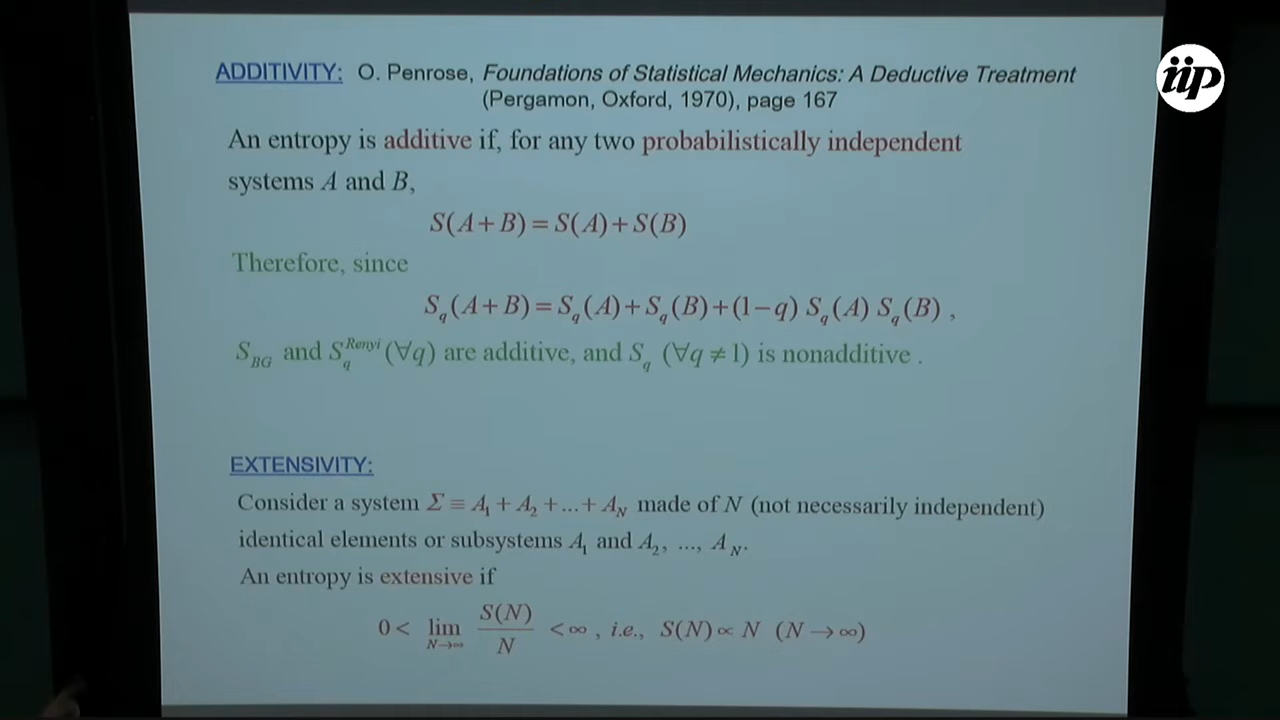 iip
ADDITIVITY: O. Penrose, Foundations of Statistical Mechanics: A Deductive Treatment
(Pergamon, Oxford, 1970), page 167
An entropy is additive if, for any two probabilistically independent
systems A and B,
S(A+B) = S(A)+S(B)
Therefore, since
S_q(A+B) = S_q(A)+S_q(B)+(1−q) S_q(A) S_q(B) ,
S_BG and S_q^Renyi (∀q) are additive, and S_q (∀q ≠ 1) is nonadditive .
EXTENSIVITY:
Consider a system Σ ≡ A_1 + A_2 +...+ A_N made of N (not necessarily independent)
identical elements or subsystems A_1 and A_2, ..., A_N.
An entropy is extensive if
0 < lim_{N→∞} S(N)/N < ∞ , i.e., S(N) ∝ N (N → ∞)